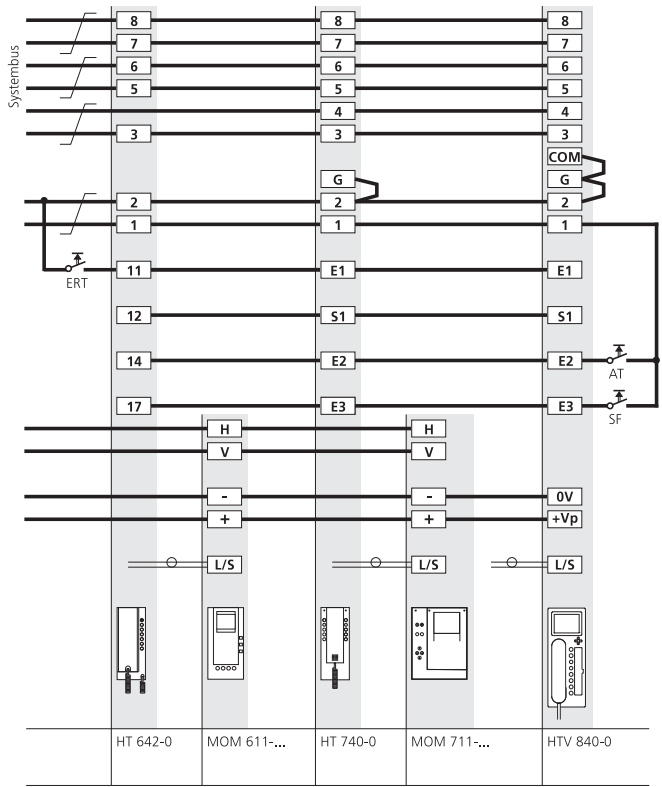 Systembus
8 8 8
7 7 7
6 6 6
5 5 5
4 4
3 3 3
COM
G G
2 2 2
1 1 1
11 E1 E1
ERT
12 S1 S1
14 E2 E2
AT
17 E3 E3
SF
H H
V V
- - 0V
+ + +Vp
L/S L/S L/S
HT 642-0 MOM 611-... HT 740-0 MOM 711-... HTV 840-0